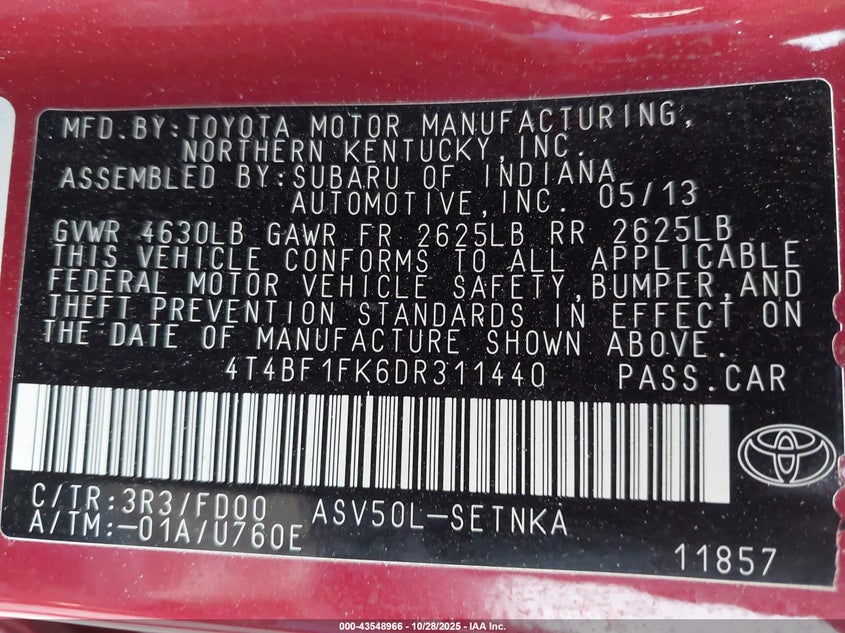 MFD.BY:TOYOTA MOTOR MANUFACTURING,
NORTHERN KENTUCKY,INC.
ASSEMBLED BY:SUBARU OF INDIANA
AUTOMOTIVE,INC. 05/13
GVWR 4630LB GAWR FR 2625LB RR 2625LB
THIS VEHICLE CONFORMS TO ALL APPLICABLE
FEDERAL MOTOR VEHICLE SAFETY,BUMPER,AND
THEFT PREVENTION STANDARDS IN EFFECT ON
THE DATE OF MANUFACTURE SHOWN ABOVE.
4T4BF1FK6DR311440 PASS.CAR
C/TR:3R3/FD00 ASV50L-SETNKA
A/TM:-01A/U760E
11857
000-43548966 | 10/28/2025 | IAA Inc.